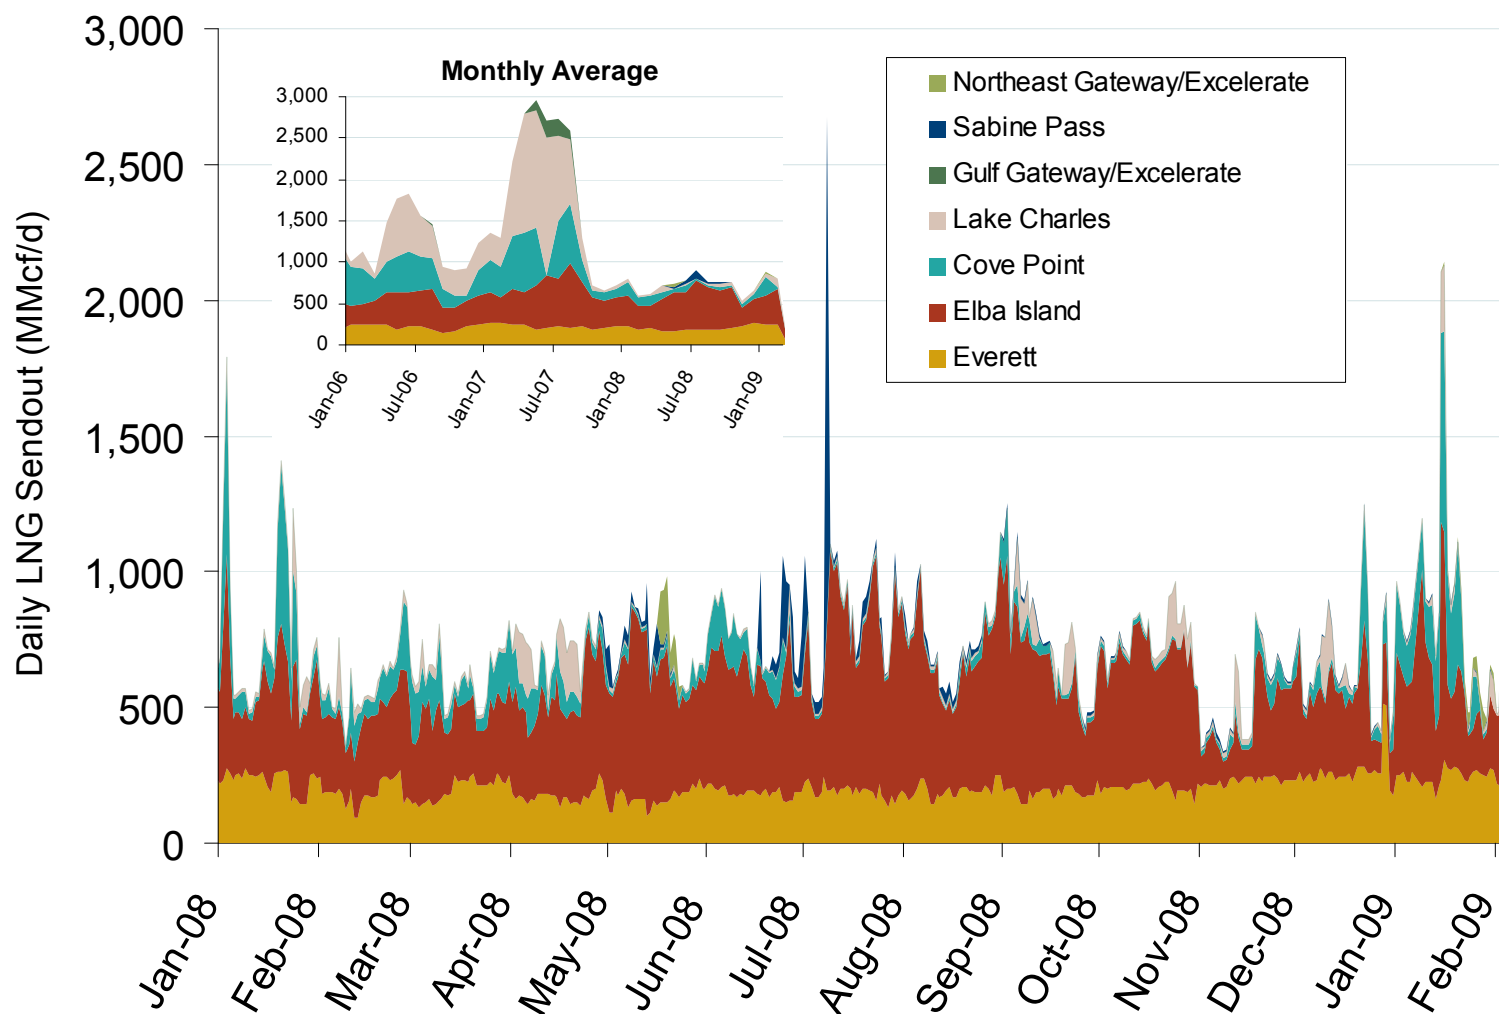 3,000
2,500
2,000
1,500
1,000
500
0
Daily LNG Sendout (MMcf/d)
Monthly Average
3,000
2,500
2,000
1,500
1,000
500
0
Jan-06
Jul-06
Jan-07
Jul-07
Jan-08
Jul-08
Jan-09
Northeast Gateway/Excelerate
Sabine Pass
Gulf Gateway/Excelerate
Lake Charles
Cove Point
Elba Island
Everett
Jan-08
Feb-08
Mar-08
Apr-08
May-08
Jun-08
Jul-08
Aug-08
Sep-08
Oct-08
Nov-08
Dec-08
Jan-09
Feb-09